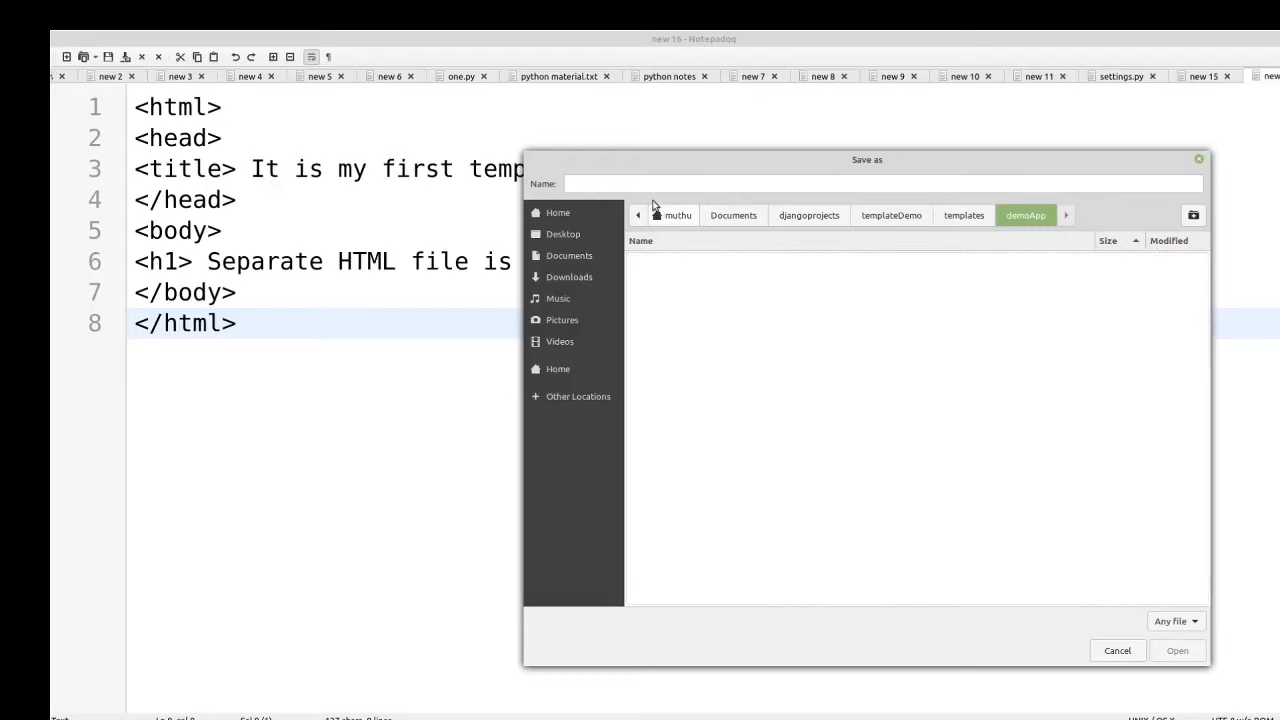 new 16 - Notepadqq
new 2 new 3 new 4 new 5 new 6 one.py python material.txt python notes new 7 new 8 new 9 new 10 new 11 settings.py new 15 new
1 <html>
2 <head>
3 <title> It is my first temp
4 </head>
5 <body>
6 <h1> Separate HTML file is
7 </body>
8 </html>
Save as
Name:
muthu Documents djangoprojects templateDemo templates demoApp
Name Size Modified
Home
Desktop
Documents
Downloads
Music
Pictures
Videos
Home
Other Locations
Any file
Cancel Open